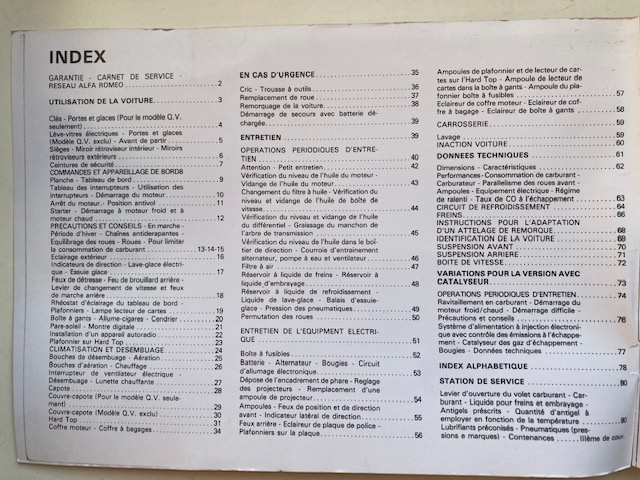 INDEX
GARANTIE - CARNET DE SERVICE -
RESEAU ALFA ROMEO . . . . . . . . . . 2
UTILISATION DE LA VOITURE . . . . . . . . . . 3
Clés - Portes et glaces (Pour le modèle Q.V.
seulement) . . . . . . . . . . 4
Lève-vitres électriques - Portes et glaces
(Modèle Q.V. exclu) - Avant de partir . . . . . 5
Sièges - Miroir rétroviseur intérieur - Miroirs
rétroviseurs extérieurs . . . . . . . . . . 6
Ceintures de sécurité . . . . . . . . . . 7
COMMANDES ET APPAREILLAGE DE BORD8
Planche - Tableau de bord . . . . . . . . . . 9
Tableau des interrupteurs - Utilisation des
interrupteurs - Démarrage du moteur . . . . . 10
Arrêt du moteur - Position antivol . . . . . 11
Starter - Démarrage à moteur froid et à
moteur chaud . . . . . . . . . . 12
PRECAUTIONS ET CONSEILS - En marche -
Période d'hiver - Chaînes antidérapantes -
Equilibrage des roues - Roues - Pour limiter
la consommation de carburant . . . . . 13-14-15
Eclairage extérieur . . . . . . . . . . 16
Indicateurs de direction - Lave-glace électri-
que - Essuie glace . . . . . . . . . . 17
Feux de détresse - Feu de brouillard arrière -
Levier de changement de vitesse et feux
de marche arrière . . . . . . . . . . 18
Rhéostat d'éclairage du tableau de bord -
Plafonniers - Lampe lecteur de cartes . . . . . 19
Boîte à gants - Allume-cigares - Cendrier . . . 20
Pare-soleil - Montre digitale . . . . . . . . . . 21
Installation d'un appareil autoradio . . . . . 22
Plafonnier sur Hard Top . . . . . . . . . . 23
CLIMATISATION ET DESEMBUAGE . . . . . 24
Bouches de désembuage - Aération . . . . . 25
Bouches d'aération - Chauffage . . . . . 26
Interrupteur de ventilateur électrique -
Désembuage - Lunette chauffante . . . . . 27
Capote . . . . . . . . . . 28
Couvre-capote (Pour le modèle Q.V. seule-
ment) . . . . . . . . . . 29
Couvre-capote (Modèle Q.V. exclu) . . . . . 30
Hard Top . . . . . . . . . . 31
Coffre moteur - Coffre à bagages . . . . . 34
EN CAS D'URGENCE . . . . . . . . . . 35
Cric - Trousse à outils . . . . . . . . . . 36
Remplacement de roue . . . . . . . . . . 37
Remorquage de la voiture . . . . . . . . . . 38
Démarrage de secours avec batterie dé-
chargée . . . . . . . . . . 39
ENTRETIEN . . . . . . . . . . 39
OPERATIONS PERIODIQUES D'ENTRE-
TIEN . . . . . . . . . . 40
Attention - Petit entretien . . . . . . . . . . 42
Vérification du niveau de l'huile du moteur -
Vidange de l'huile du moteur . . . . . . . . . . 43
Changement du filtre à huile - Vérification du
niveau et vidange de l'huile de boîte de
vitesse . . . . . . . . . . 44
Vérification du niveau et vidange de l'huile
du différentiel - Graissage du manchon de
l'arbre de transmission . . . . . . . . . . 45
Vérification du niveau de l'huile dans le boî-
tier de direction - Courroie d'entraînement
alternateur, pompe à eau et ventilateur . . . . . 46
Filtre à air . . . . . . . . . . 47
Réservoir à liquide de freins - Réservoir à
liquide d'embrayage . . . . . . . . . . 48
Réservoir à liquide de refroidissement -
Liquide de lave-glace - Balais d'essuie-
glace - Pression des pneumatiques . . . . . 49
Permutation des roues . . . . . . . . . . 50
ENTRETIEN DE L'EQUIPMENT ELECTRI-
QUE . . . . . . . . . . 51
Boîte à fusibles . . . . . . . . . . 52
Batterie - Alternateur - Bougies - Circuit
d'allumage électronique . . . . . . . . . . 53
Dépose de l'encadrement de phare - Reglage
des projecteurs - Remplacement d'une
ampoule de projecteur . . . . . . . . . . 54
Ampoules - Feux de position et de direction
avant - Indicateur latéral de direction . . . . . 55
Feux arrière - Eclaireur de plaque de police -
Plafonniers sur la plaque . . . . . . . . . . 56
Ampoules de plafonnier et de lecteur de car-
tes sur l'Hard Top - Ampoule de lecteur de
cartes dans la boîte à gants - Ampoule du pla-
fonnier boîte à fusibles . . . . . . . . . . 57
Eclaireur de coffre moteur - Eclaireur de cof-
fre a bagage - Eclaireur de boîte à gants . . . 58
CARROSSERIE . . . . . . . . . . 59
Lavage . . . . . . . . . . 59
INACTION VOITURE . . . . . . . . . . 60
DONNEES TECHNIQUES . . . . . . . . . . 61
Dimensions - Caractéristiques . . . . . . . . . . 62
Performances - Consommation de carburant -
Carburateur - Parallelisme des roues avant -
Ampoules - Equipement électrique - Régime
de ralenti - Taux de CO à l'échappement . . . 63
CIRCUIT DE REFROIDISSEMENT . . . . . 64
FREINS . . . . . . . . . . 66
INSTRUCTIONS POUR L'ADAPTATION
D'UN ATTELAGE DE REMORQUE . . . . . 68
IDENTIFICATION DE LA VOITURE . . . . . 69
SUSPENSION AVANT . . . . . . . . . . 70
SUSPENSION ARRIERE . . . . . . . . . . 71
BOITE DE VITESSE . . . . . . . . . . 72
VARIATIONS POUR LA VERSION AVEC
CATALYSEUR . . . . . . . . . . 73
OPERATIONS PERIODIQUES D'ENTRETIEN . . . 74
Ravitaillement en carburant - Démarrage du
moteur froid/chaud - Démarrage difficile -
Précautions et conseils . . . . . . . . . . 76
Système d'alimentation à injection électroni-
que avec contrôle des émissions à l'échappe-
ment - Catalyseur des gaz d'échappement -
Bougies - Données techniques . . . . . . . . . . 77
INDEX ALPHABETIQUE . . . . . . . . . . 78
STATION DE SERVICE . . . . . . . . . . 80
Levier d'ouverture du volet carburant - Car-
burant - Liquide pour freins et embrayage -
Antigels préscrits - Quantité d'antigel à
employer en fonction de la température . . . . . 80
Lubrifiants préconisés - Pneumatiques (pres-
sions e marques) - Contenances . . . . . IIIème de couv.